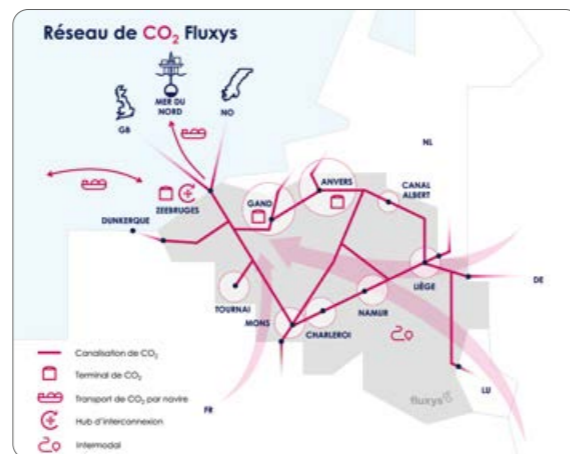 Réseau de CO₂ Fluxys
GB
MER DU
NORD
NO
NL
ZEEBRUGES
DUNKERQUE
GAND
ANVERS
CANAL
ALBERT
TOURNAI
MONS
CHARLEROI
NAMUR
LIÈGE
DE
LU
FR
fluxys
Canalisation de CO₂
Terminal de CO₂
Transport de CO₂ par navire
Hub d'interconnexion
Intermodal